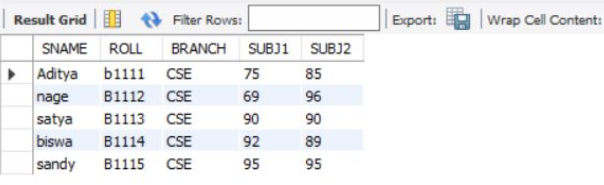 Result Grid Filter Rows: Export: Wrap Cell Content:
SNAME ROLL BRANCH SUBJ1 SUBJ2
Aditya b1111 CSE 75 85
nage B1112 CSE 69 96
satya B1113 CSE 90 90
biswa B1114 CSE 92 89
sandy B1115 CSE 95 95